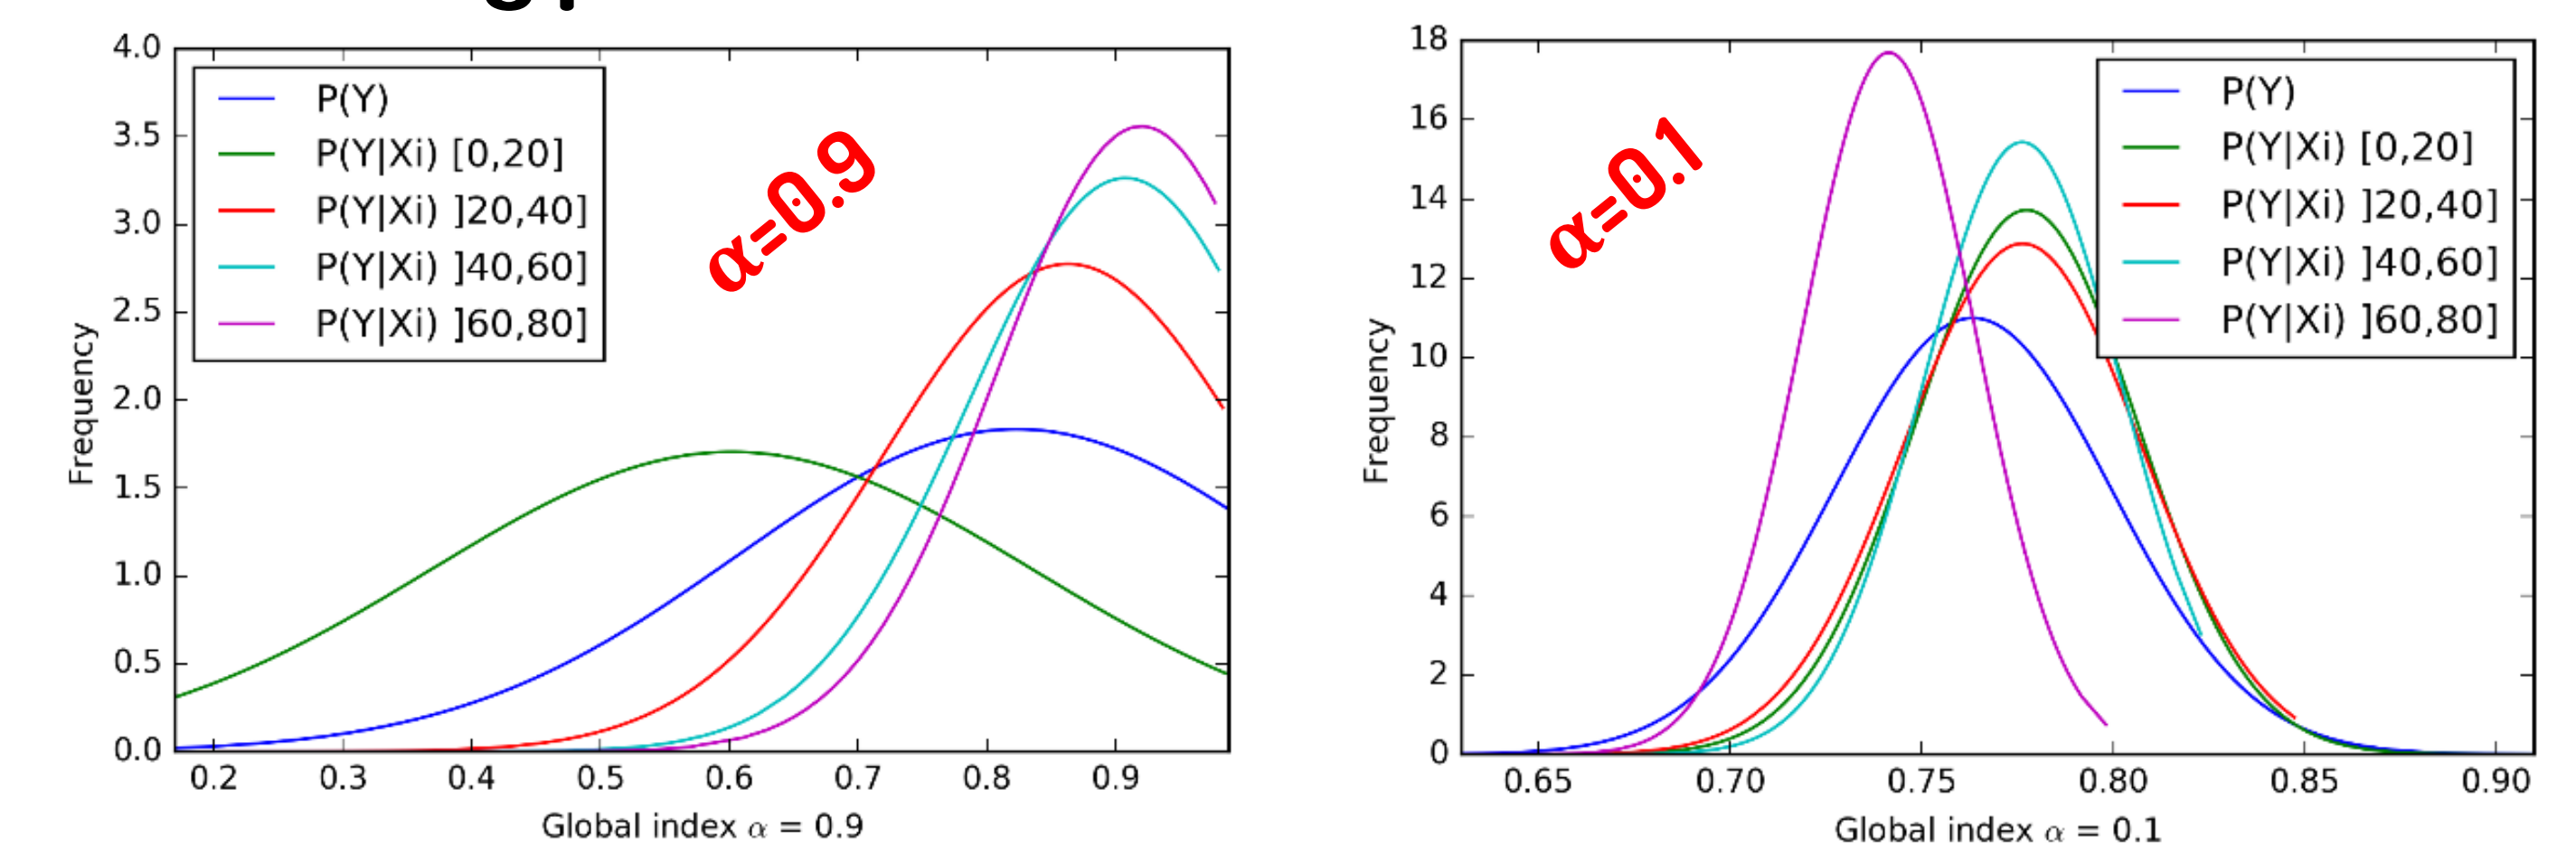 4.0
3.5
3.0
2.5
2.0
1.5
1.0
0.5
0.0
Frequency
P(Y)
P(Y|Xi) [0,20]
P(Y|Xi) ]20,40]
P(Y|Xi) ]40,60]
P(Y|Xi) ]60,80]
α=0.9
0.2 0.3 0.4 0.5 0.6 0.7 0.8 0.9
Global index α = 0.9
18
16
14
12
10
8
6
4
2
0
Frequency
α=0.1
P(Y)
P(Y|Xi) [0,20]
P(Y|Xi) ]20,40]
P(Y|Xi) ]40,60]
P(Y|Xi) ]60,80]
0.65 0.70 0.75 0.80 0.85 0.90
Global index α = 0.1